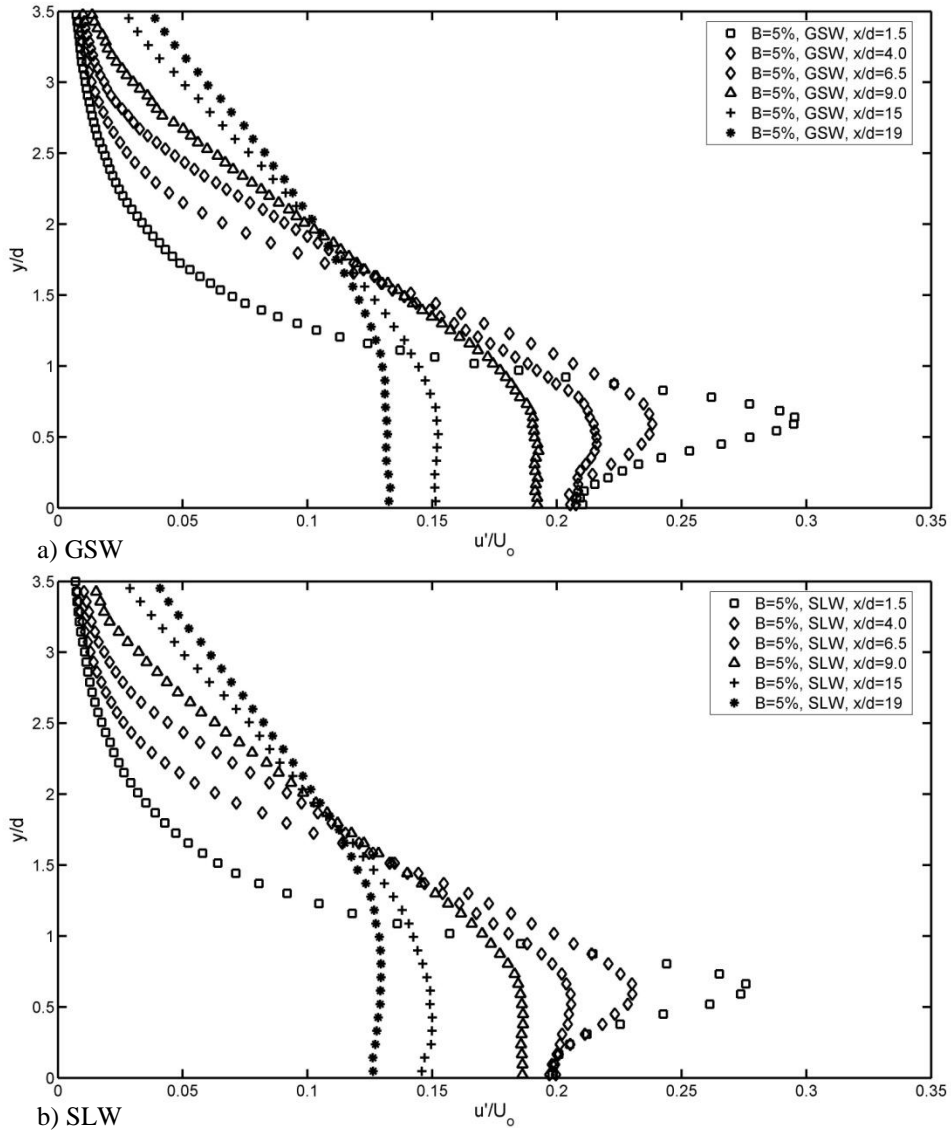 3.5
3
2.5
2
1.5
1
0.5
0
y/d
B=5%, GSW, x/d=1.5
B=5%, GSW, x/d=4.0
B=5%, GSW, x/d=6.5
B=5%, GSW, x/d=9.0
B=5%, GSW, x/d=15
B=5%, GSW, x/d=19
0 0.05 0.1 0.15 0.2 0.25 0.3 0.35
u'/Uo
a) GSW
3.5
3
2.5
2
1.5
1
0.5
0
y/d
B=5%, SLW, x/d=1.5
B=5%, SLW, x/d=4.0
B=5%, SLW, x/d=6.5
B=5%, SLW, x/d=9.0
B=5%, SLW, x/d=15
B=5%, SLW, x/d=19
0 0.05 0.1 0.15 0.2 0.25 0.3 0.35
u'/Uo
b) SLW